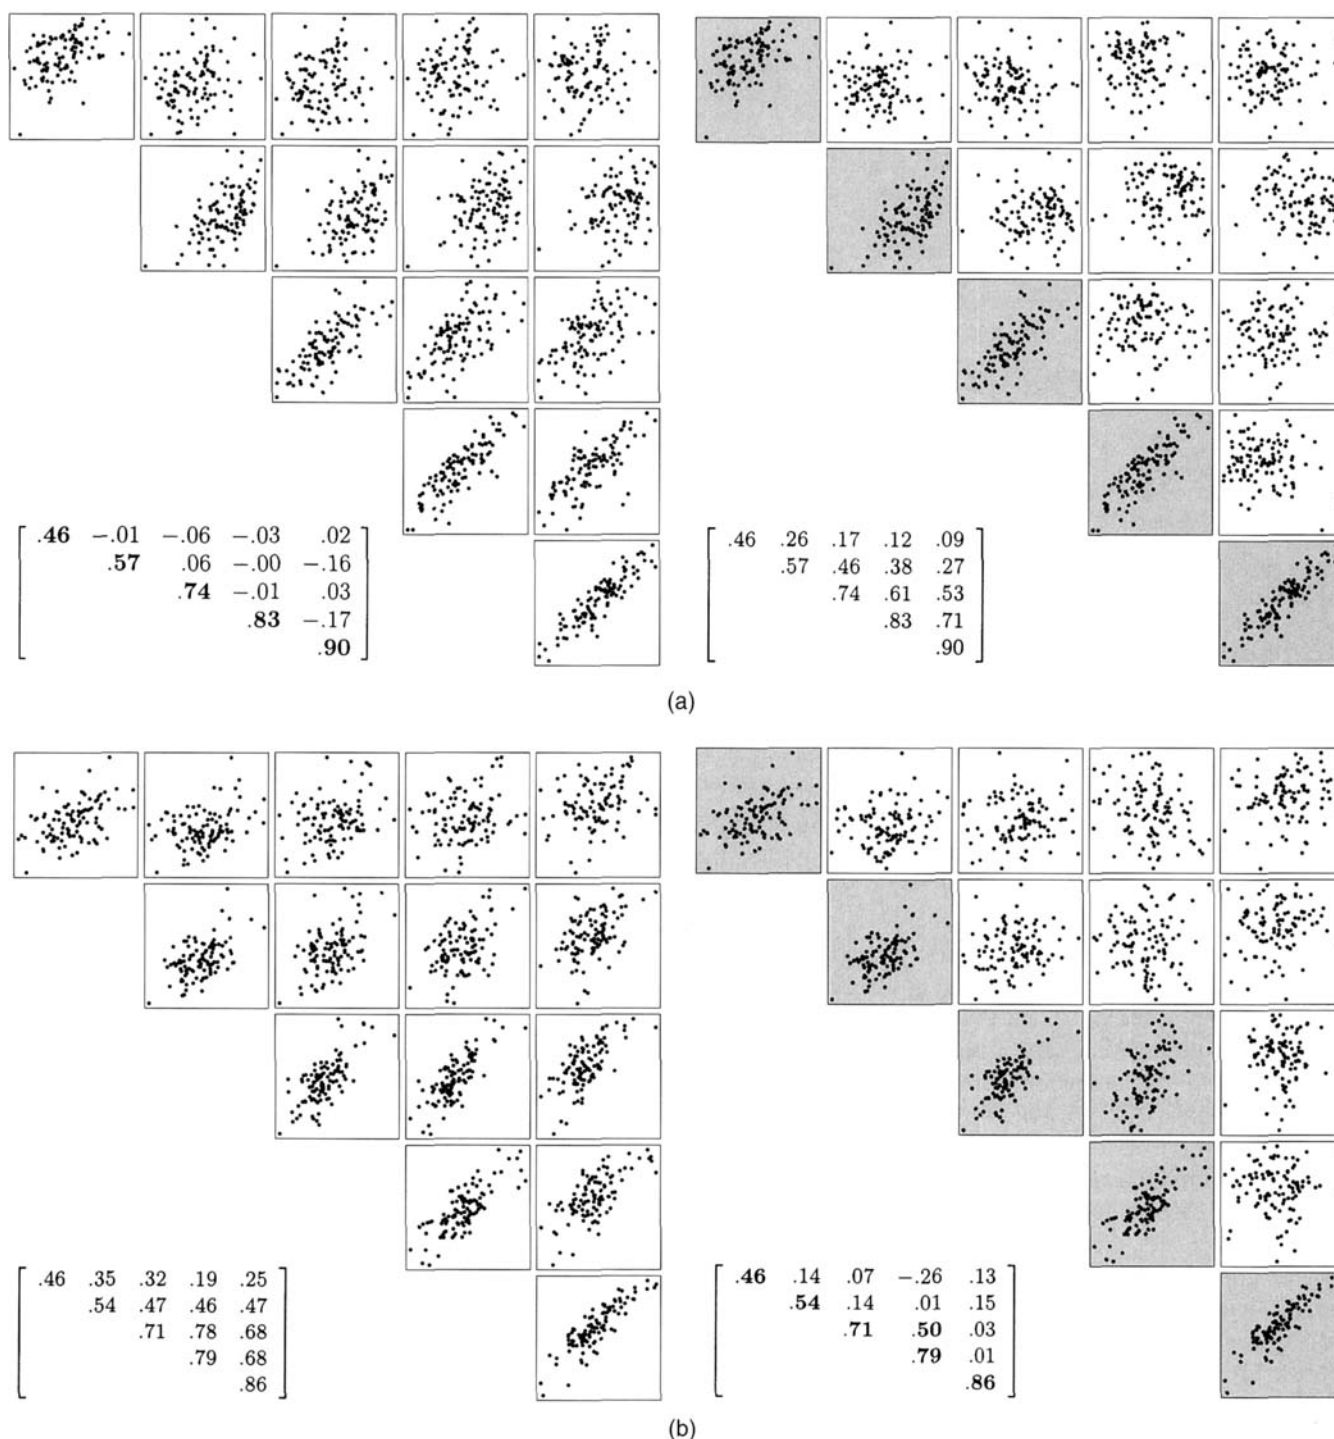 .46 −.01 −.06 −.03 .02
.57 .06 −.00 −.16
.74 −.01 .03
.83 −.17
.90
.46 .26 .17 .12 .09
.57 .46 .38 .27
.74 .61 .53
.83 .71
.90
(a)
.46 .35 .32 .19 .25
.54 .47 .46 .47
.71 .78 .68
.79 .68
.86
.46 .14 .07 −.26 .13
.54 .14 .01 .15
.71 .50 .03
.79 .01
.86
(b)